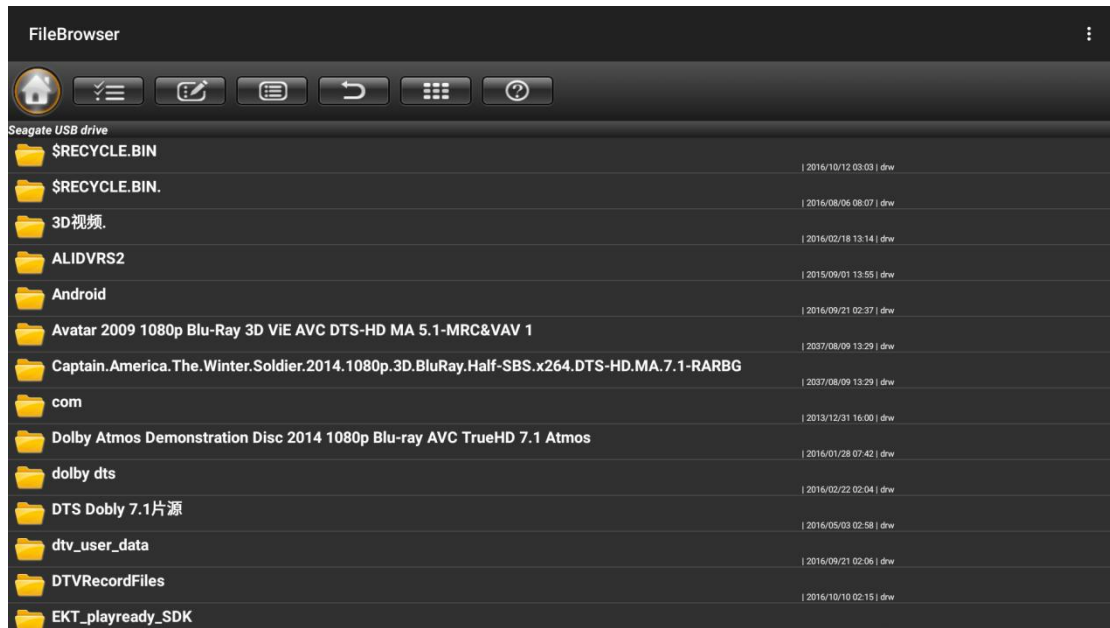 FileBrowser
Seagate USB drive
$RECYCLE.BIN
| 2016/10/12 03:03 | drw
$RECYCLE.BIN.
| 2016/08/06 08:07 | drw
3D视频.
| 2016/02/18 13:14 | drw
ALIDVRS2
| 2015/09/01 13:55 | drw
Android
| 2016/09/21 02:37 | drw
Avatar 2009 1080p Blu-Ray 3D ViE AVC DTS-HD MA 5.1-MRC&VAV 1
| 2037/08/09 13:29 | drw
Captain.America.The.Winter.Soldier.2014.1080p.3D.BluRay.Half-SBS.x264.DTS-HD.MA.7.1-RARBG
| 2037/08/09 13:29 | drw
com
| 2013/12/31 16:00 | drw
Dolby Atmos Demonstration Disc 2014 1080p Blu-ray AVC TrueHD 7.1 Atmos
| 2016/01/28 07:42 | drw
dolby dts
| 2016/02/22 02:04 | drw
DTS Dobly 7.1片源
| 2016/05/03 02:58 | drw
dtv_user_data
| 2016/09/21 02:06 | drw
DTVRecordFiles
| 2016/10/10 02:15 | drw
EKT_playready_SDK